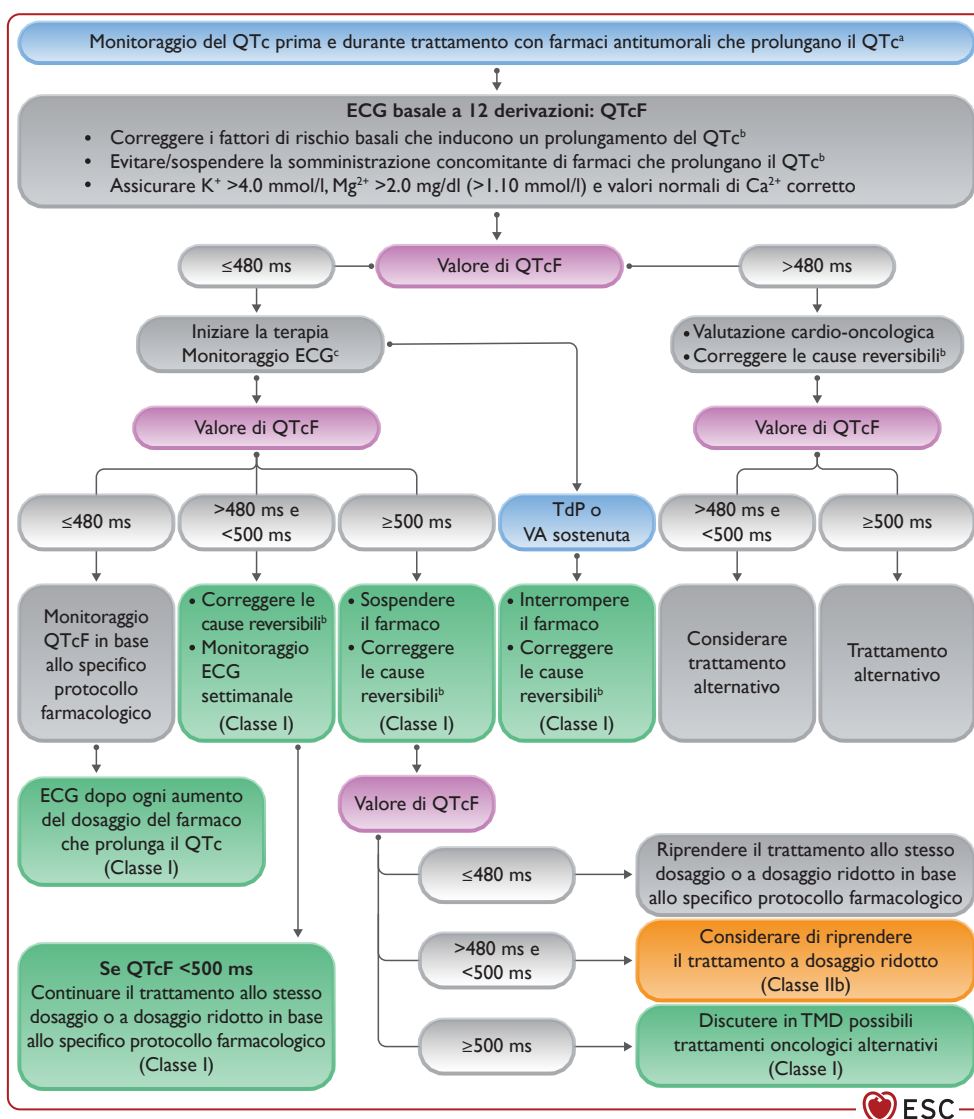 Monitoraggio del QTc prima e durante trattamento con farmaci antitumorali che prolungano il QTcᵃ
ECG basale a 12 derivazioni: QTcF
• Correggere i fattori di rischio basali che inducono un prolungamento del QTcᵇ
• Evitare/sospendere la somministrazione concomitante di farmaci che prolungano il QTcᵇ
• Assicurare K⁺ >4.0 mmol/l, Mg²⁺ >2.0 mg/dl (>1.10 mmol/l) e valori normali di Ca²⁺ corretto
≤480 ms
Valore di QTcF
>480 ms
Iniziare la terapia
Monitoraggio ECGᶜ
• Valutazione cardio-oncologica
• Correggere le cause reversibiliᵇ
Valore di QTcF
Valore di QTcF
≤480 ms
>480 ms e
<500 ms
≥500 ms
TdP o
VA sostenuta
>480 ms e
<500 ms
≥500 ms
Monitoraggio
QTcF in base
allo specifico
protocollo
farmacologico
• Correggere le
cause reversibiliᵇ
• Monitoraggio
ECG
settimanale
(Classe I)
• Sospendere
il farmaco
• Correggere
le cause
reversibiliᵇ
(Classe I)
• Interrompere
il farmaco
• Correggere
le cause
reversibiliᵇ
(Classe I)
Considerare
trattamento
alternativo
Trattamento
alternativo
ECG dopo ogni aumento
del dosaggio del farmaco
che prolunga il QTc
(Classe I)
Valore di QTcF
≤480 ms
Riprendere il trattamento allo stesso
dosaggio o a dosaggio ridotto in base
allo specifico protocollo farmacologico
>480 ms e
<500 ms
Considerare di riprendere
il trattamento a dosaggio ridotto
(Classe IIb)
Se QTcF <500 ms
Continuare il trattamento allo stesso
dosaggio o a dosaggio ridotto in base
allo specifico protocollo farmacologico
(Classe I)
≥500 ms
Discutere in TMD possibili
trattamenti oncologici alternativi
(Classe I)
ESC